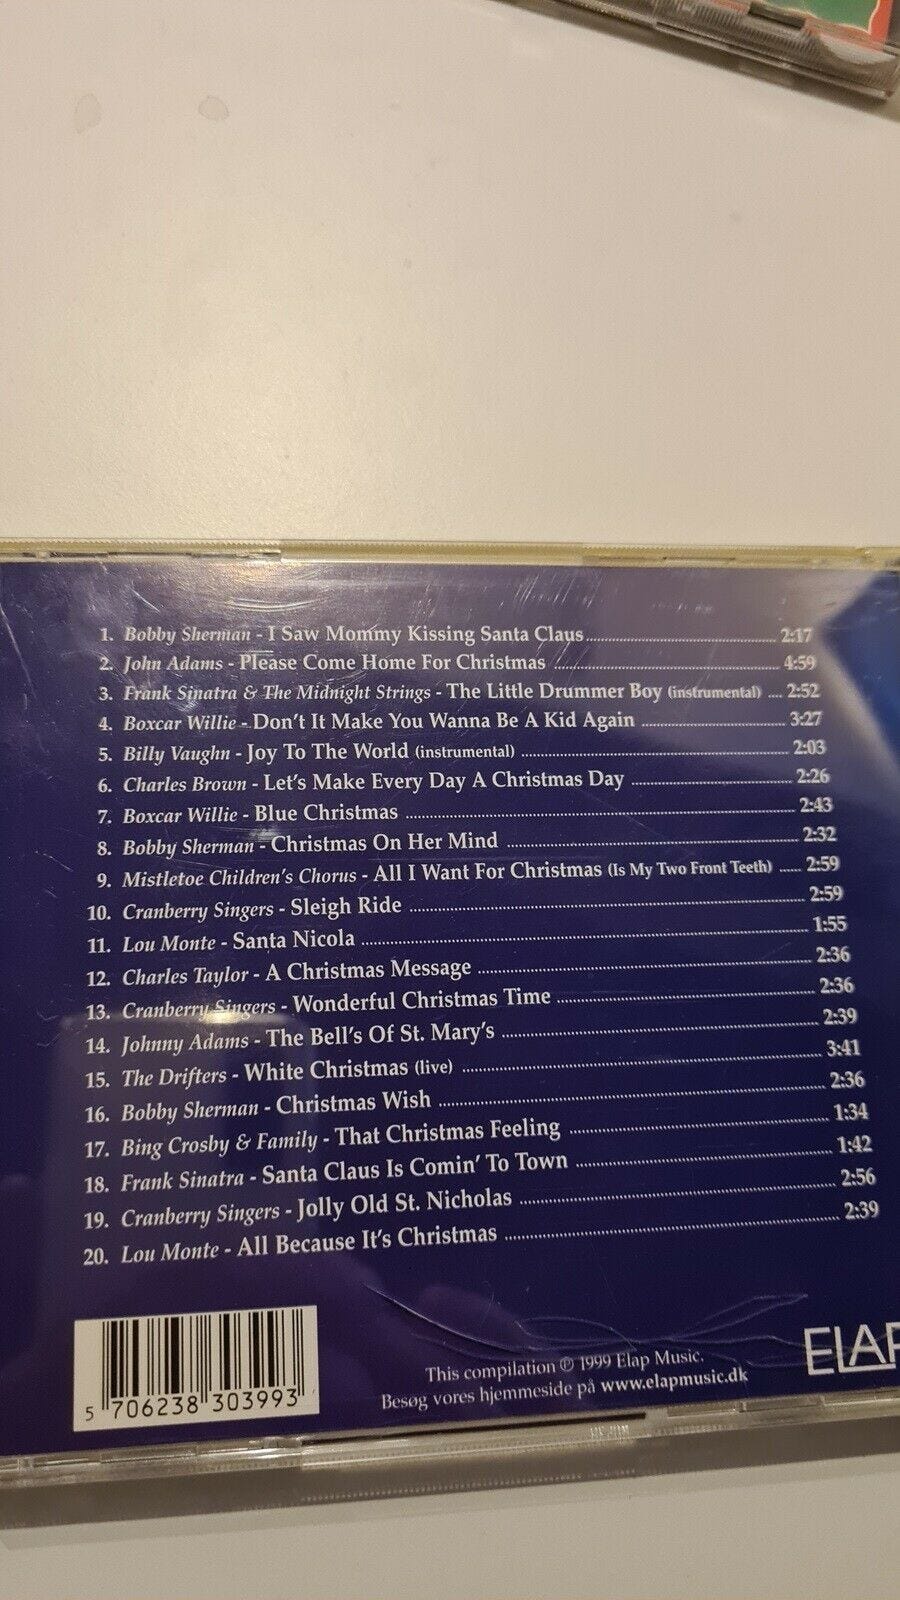 1. Bobby Sherman - I Saw Mommy Kissing Santa Claus 2:17
2. John Adams - Please Come Home For Christmas 4:59
3. Frank Sinatra & The Midnight Strings - The Little Drummer Boy (instrumental) 2:52
4. Boxcar Willie - Don't It Make You Wanna Be A Kid Again 3:27
5. Billy Vaughn - Joy To The World (instrumental) 2:03
6. Charles Brown - Let's Make Every Day A Christmas Day 2:26
7. Boxcar Willie - Blue Christmas 2:43
8. Bobby Sherman - Christmas On Her Mind 2:32
9. Mistletoe Children's Chorus - All I Want For Christmas (Is My Two Front Teeth) 2:59
10. Cranberry Singers - Sleigh Ride 2:59
11. Lou Monte - Santa Nicola 1:55
12. Charles Taylor - A Christmas Message 2:36
13. Cranberry Singers - Wonderful Christmas Time 2:36
14. Johnny Adams - The Bell's Of St. Mary's 2:39
15. The Drifters - White Christmas (live) 3:41
16. Bobby Sherman - Christmas Wish 2:36
17. Bing Crosby & Family - That Christmas Feeling 1:34
18. Frank Sinatra - Santa Claus Is Comin' To Town 1:42
19. Cranberry Singers - Jolly Old St. Nicholas 2:56
20. Lou Monte - All Because It's Christmas 2:39
5 706238 303993
This compilation ℗ 1999 Elap Music.
Besøg vores hjemmeside på www.elapmusic.dk
ELAP